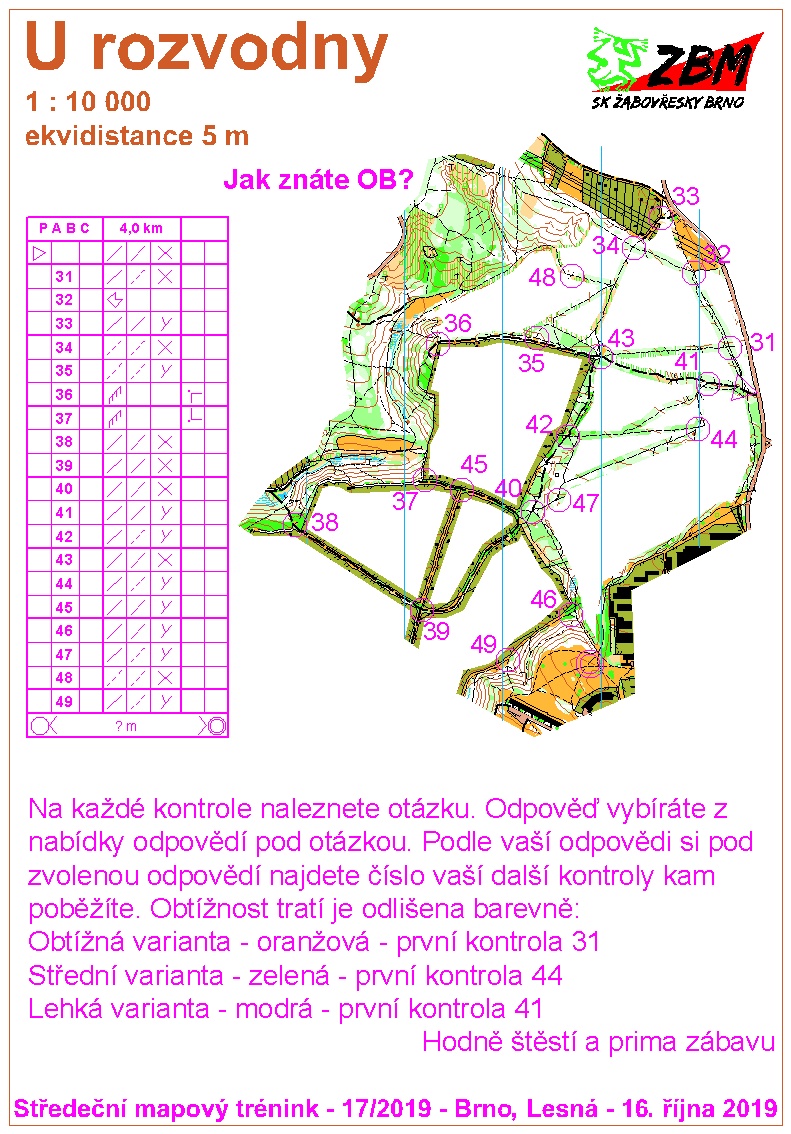 U rozvodny
1 : 10 000
ekvidistance 5 m
ZBM
SK ŽABOVŘESKY BRNO
Jak znáte OB?
P A B C 4,0 km
31
32
33
34
35
36
37
38
39
40
41
42
43
44
45
46
47
48
49
? m
33
34
32
48
36
43
31
35
41
42
44
45
37
40
47
38
46
39
49
Na každé kontrole naleznete otázku. Odpověď vybíráte z
nabídky odpovědí pod otázkou. Podle vaší odpovědi si pod
zvolenou odpovědí najdete číslo vaší další kontroly kam
poběžíte. Obtížnost tratí je odlišena barevně:
Obtížná varianta - oranžová - první kontrola 31
Střední varianta - zelená - první kontrola 44
Lehká varianta - modrá - první kontrola 41
Hodně štěstí a prima zábavu
Středeční mapový trénink - 17/2019 - Brno, Lesná - 16. října 2019